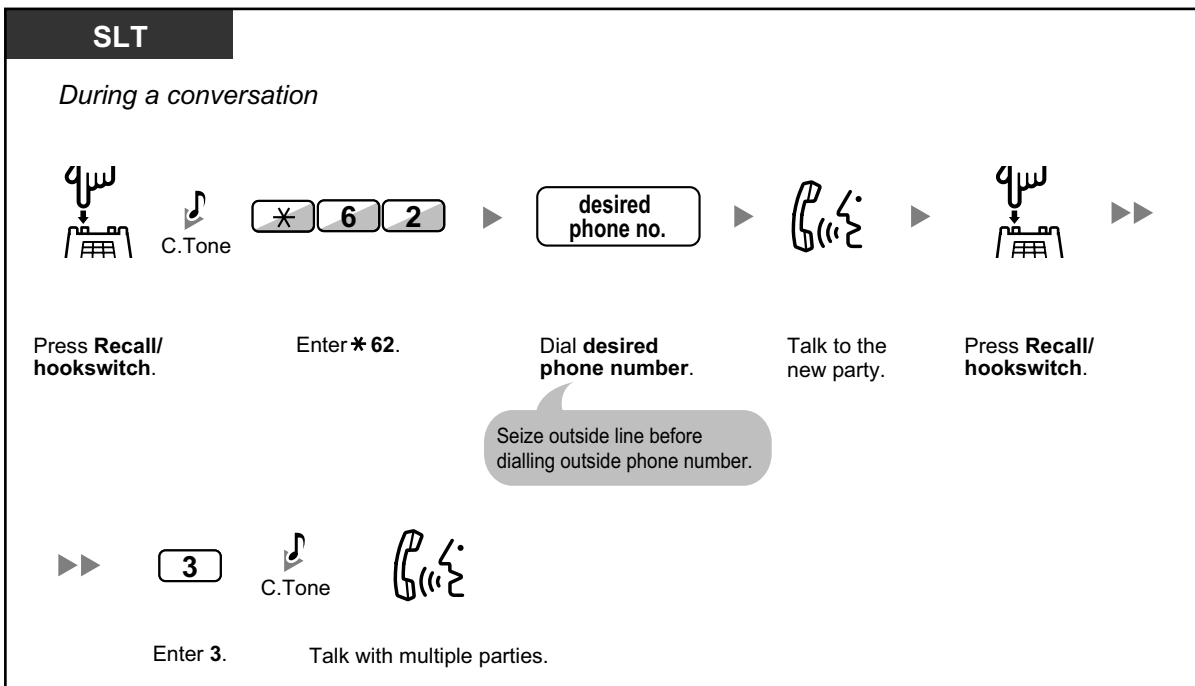 SLT
During a conversation
C.Tone
* 6 2
desired
phone no.
Press Recall/
hookswitch.
Enter * 62.
Dial desired
phone number.
Talk to the
new party.
Press Recall/
hookswitch.
Seize outside line before
dialling outside phone number.
3
C.Tone
Enter 3.
Talk with multiple parties.